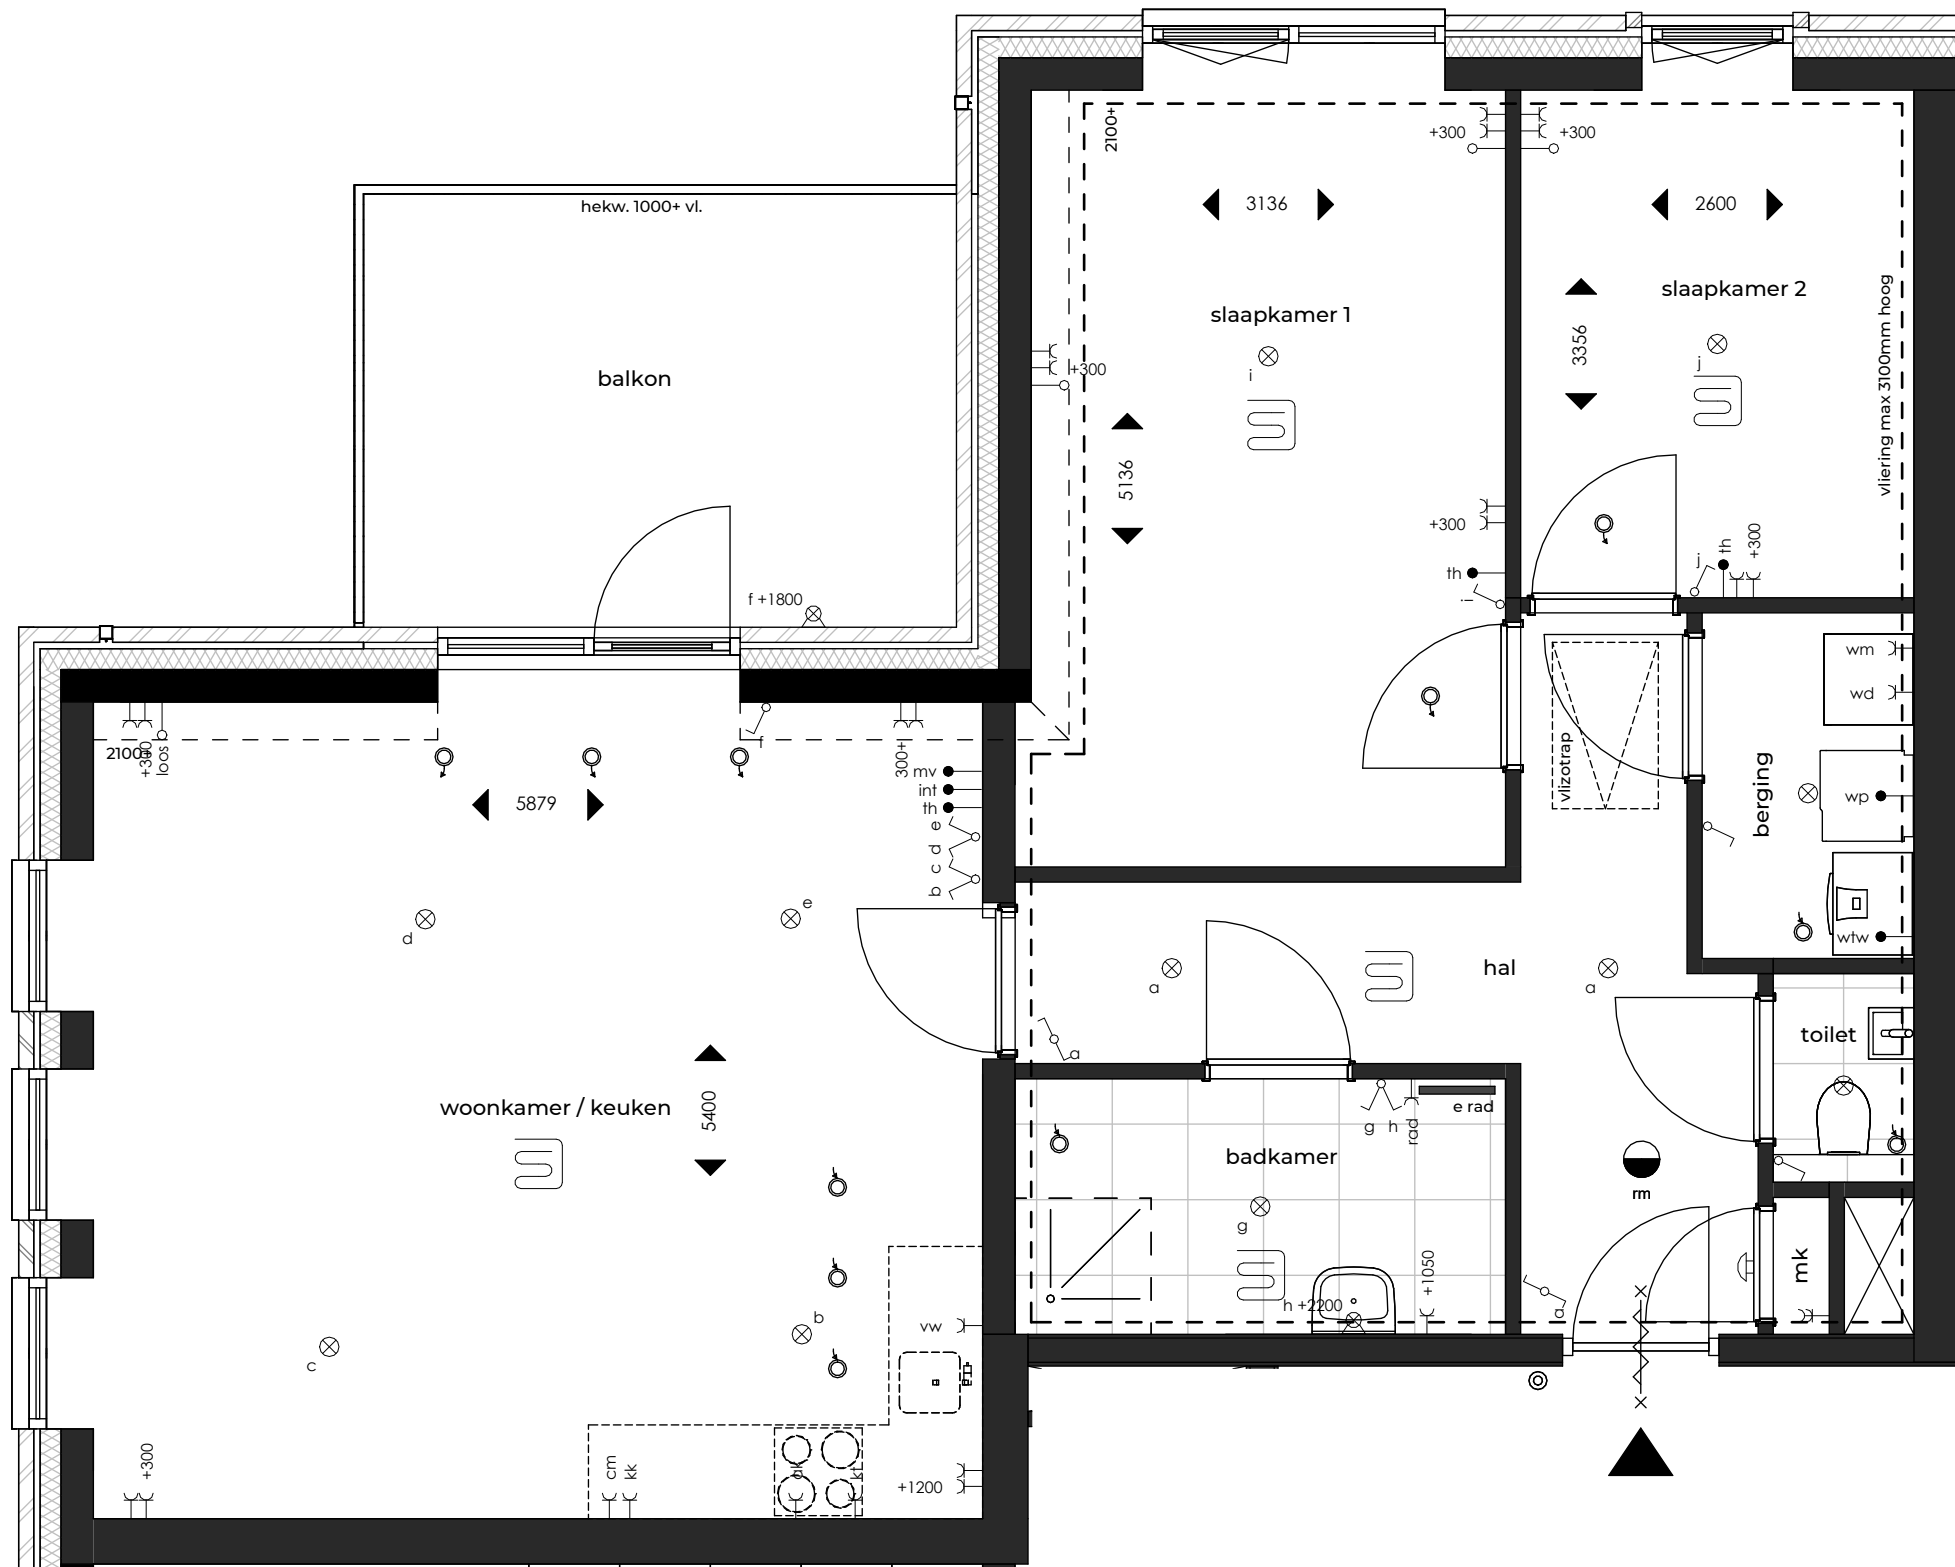 hekw. 1000+ vl.
balkon
f +1800
2100+
+300
+300
3136
2600
slaapkamer 1
slaapkamer 2
i
j
+300
3356
vliering max 3100mm hoog
5136
+300
th
i
j
th
+300
2100+
+300
loos
f
300+
mv
int
th
e
d
c
b
5879
vlizotrap
wm
wd
berging
wp
wtw
d
e
a
hal
a
toilet
a
woonkamer / keuken
5400
g
h
rad
e rad
badkamer
g
rm
mk
h +2200
+1050
a
c
b
vw
+300
cm
kk
ak
kt
+1200